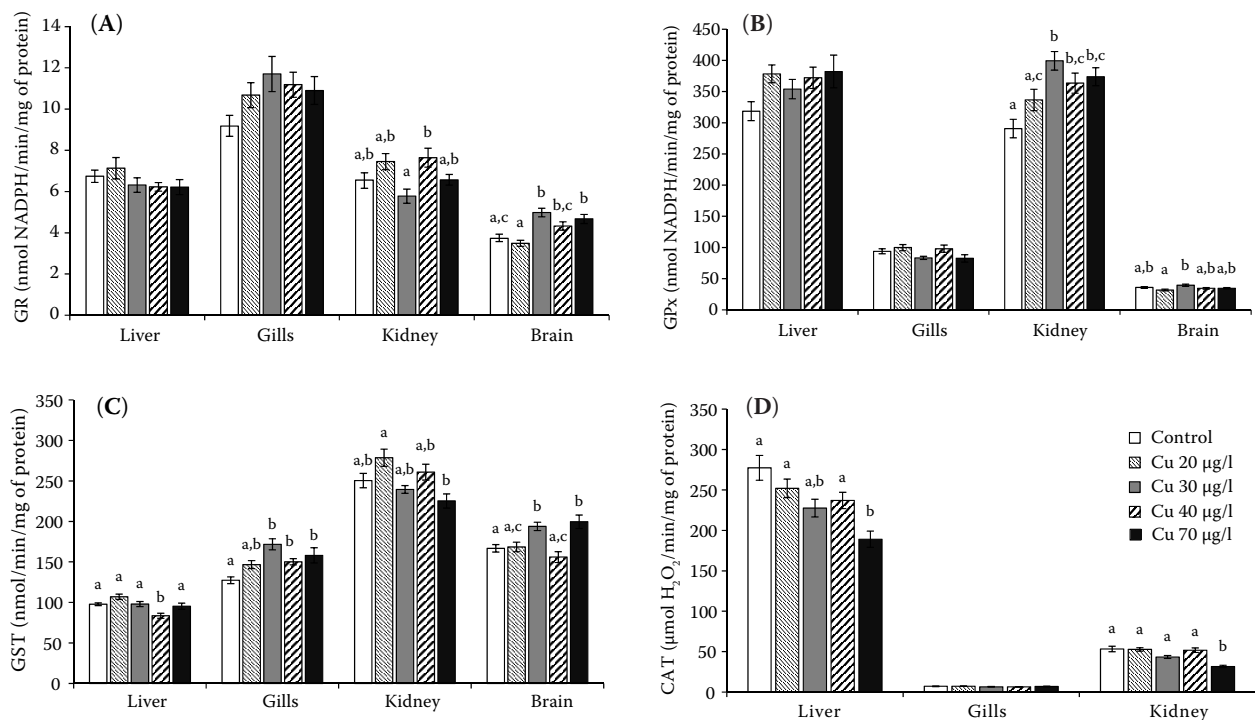 (A)
GR (nmol NADPH/min/mg of protein)
14
12
10
8
6
4
2
0
a,b a,b a b a,b
a,c a b b,c b
Liver Gills Kidney Brain
(B)
GPx (nmol NADPH/min/mg of protein)
450
400
350
300
250
200
150
100
50
0
a a,c b b,c b,c
a,b a b a,b a,b
Liver Gills Kidney Brain
(C)
GST (nmol/min/mg of protein)
350
300
250
200
150
100
50
0
a a a b a
a a,b b b b
a,b a a,b a,b b
a a,c b a,c b
Liver Gills Kidney Brain
(D)
CAT (µmol H₂O₂/min/mg of protein)
350
300
250
200
150
100
50
0
a a a,b a b
a a a a b
Liver Gills Kidney
Control
Cu 20 µg/l
Cu 30 µg/l
Cu 40 µg/l
Cu 70 µg/l